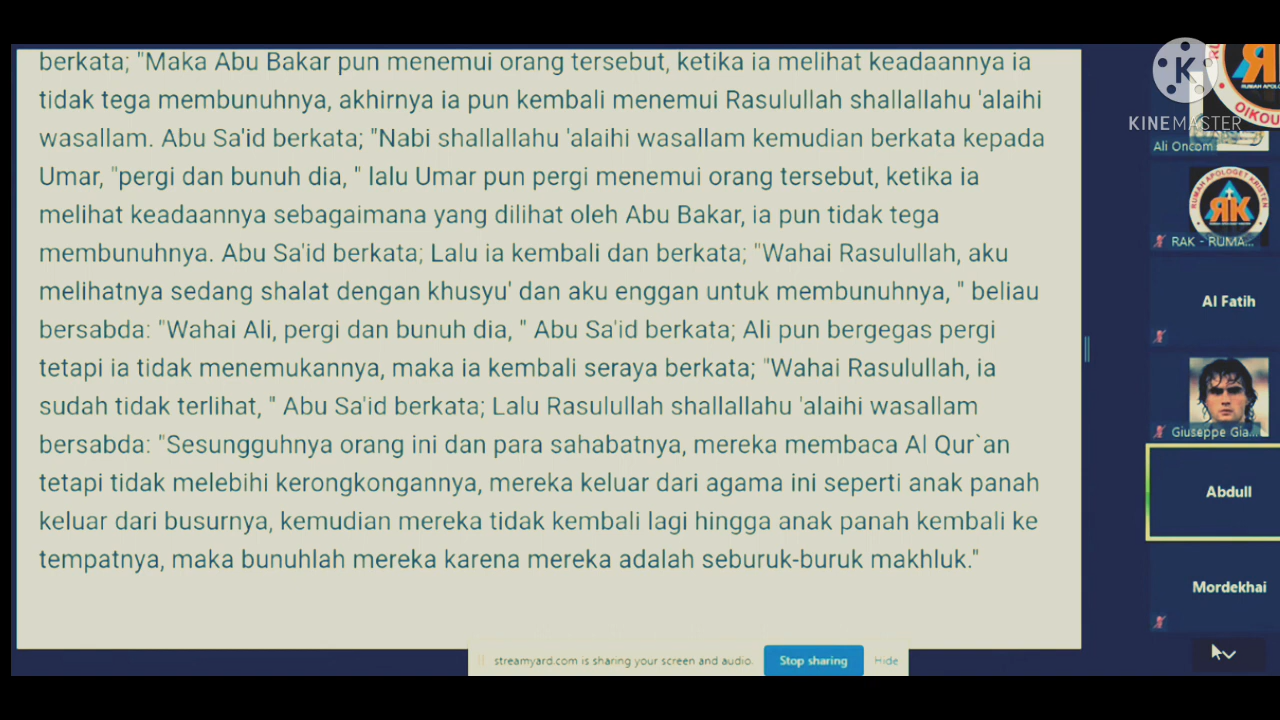 berkata; "Maka Abu Bakar pun menemui orang tersebut, ketika ia melihat keadaannya ia
tidak tega membunuhnya, akhirnya ia pun kembali menemui Rasulullah shallallahu 'alaihi
wasallam. Abu Sa'id berkata; "Nabi shallallahu 'alaihi wasallam kemudian berkata kepada
Umar, "pergi dan bunuh dia, " lalu Umar pun pergi menemui orang tersebut, ketika ia
melihat keadaannya sebagaimana yang dilihat oleh Abu Bakar, ia pun tidak tega
membunuhnya. Abu Sa'id berkata; Lalu ia kembali dan berkata; "Wahai Rasulullah, aku
melihatnya sedang shalat dengan khusyu' dan aku enggan untuk membunuhnya, " beliau
bersabda: "Wahai Ali, pergi dan bunuh dia, " Abu Sa'id berkata; Ali pun bergegas pergi
tetapi ia tidak menemukannya, maka ia kembali seraya berkata; "Wahai Rasulullah, ia
sudah tidak terlihat, " Abu Sa'id berkata; Lalu Rasulullah shallallahu 'alaihi wasallam
bersabda: "Sesungguhnya orang ini dan para sahabatnya, mereka membaca Al Qur`an
tetapi tidak melebihi kerongkongannya, mereka keluar dari agama ini seperti anak panah
keluar dari busurnya, kemudian mereka tidak kembali lagi hingga anak panah kembali ke
tempatnya, maka bunuhlah mereka karena mereka adalah seburuk-buruk makhluk."
streamyard.com is sharing your screen and audio.
Stop sharing
Hide
K
KINEMASTER
OIKOU
Ali Oncom
RUMAH APOLOGET KRISTEN
RK
RAK - RUMA...
Al Fatih
Giuseppe Gia...
Abdull
Mordekhai